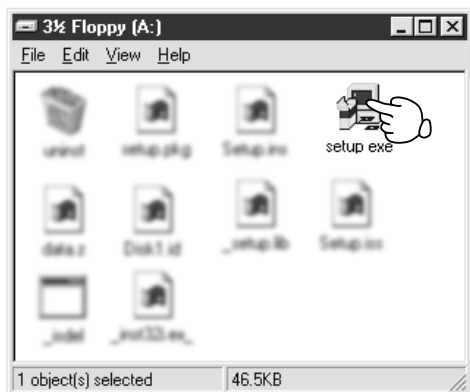 3½ Floppy (A:)
File Edit View Help
uninst setup.pkg Setup.ins setup exe
data.z Disk1.id _setup.lib Setup.iss
_isdel _inst32i.ex_
1 object(s) selected 46.5KB